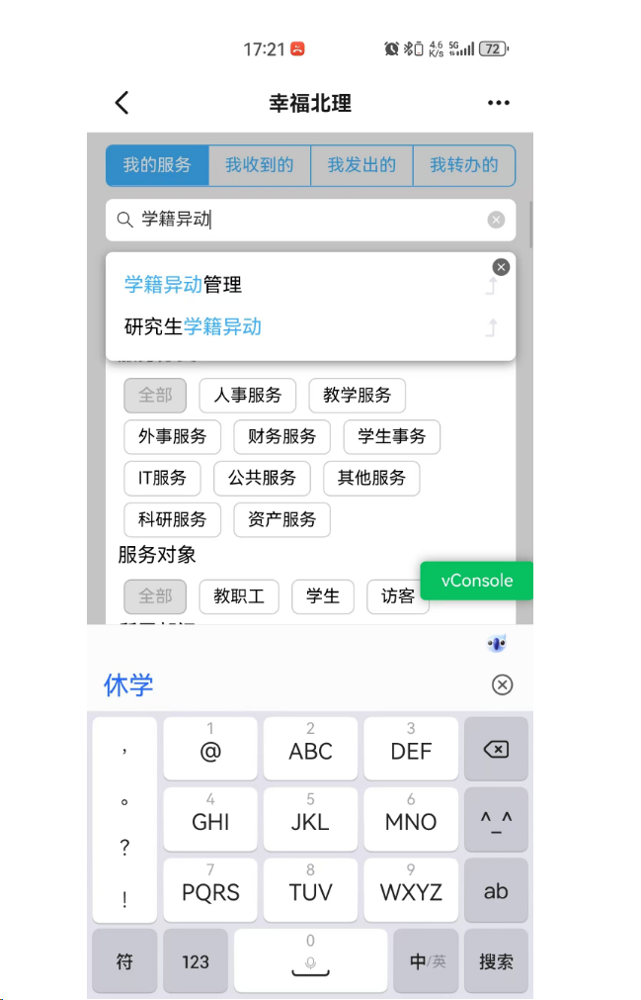 17:21 4.6 K/s 5G 72
幸福北理
我的服务 我收到的 我发出的 我转办的
学籍异动
学籍异动管理
研究生学籍异动
全部 人事服务 教学服务
外事服务 财务服务 学生事务
IT服务 公共服务 其他服务
科研服务 资产服务
服务对象
vConsole
全部 教职工 学生 访客
休学
, 1 @ 2 ABC 3 DEF
。 4 GHI 5 JKL 6 MNO ^_^
? 7 PQRS 8 TUV 9 WXYZ ab
!
符 123 0 中/英 搜索